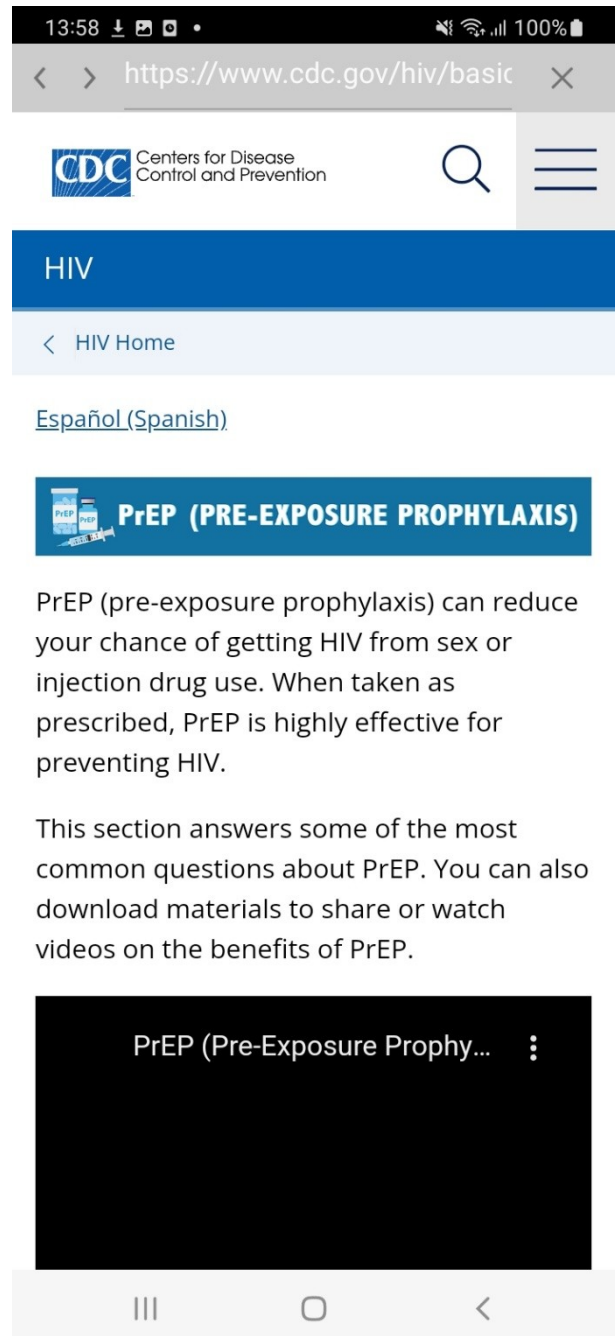 13:58
100%
https://www.cdc.gov/hiv/basic
CDC
Centers for Disease
Control and Prevention
HIV
HIV Home
Español (Spanish)
PrEP
PrEP
PrEP (PRE-EXPOSURE PROPHYLAXIS)
PrEP (pre-exposure prophylaxis) can reduce
your chance of getting HIV from sex or
injection drug use. When taken as
prescribed, PrEP is highly effective for
preventing HIV.
This section answers some of the most
common questions about PrEP. You can also
download materials to share or watch
videos on the benefits of PrEP.
PrEP (Pre-Exposure Prophy...